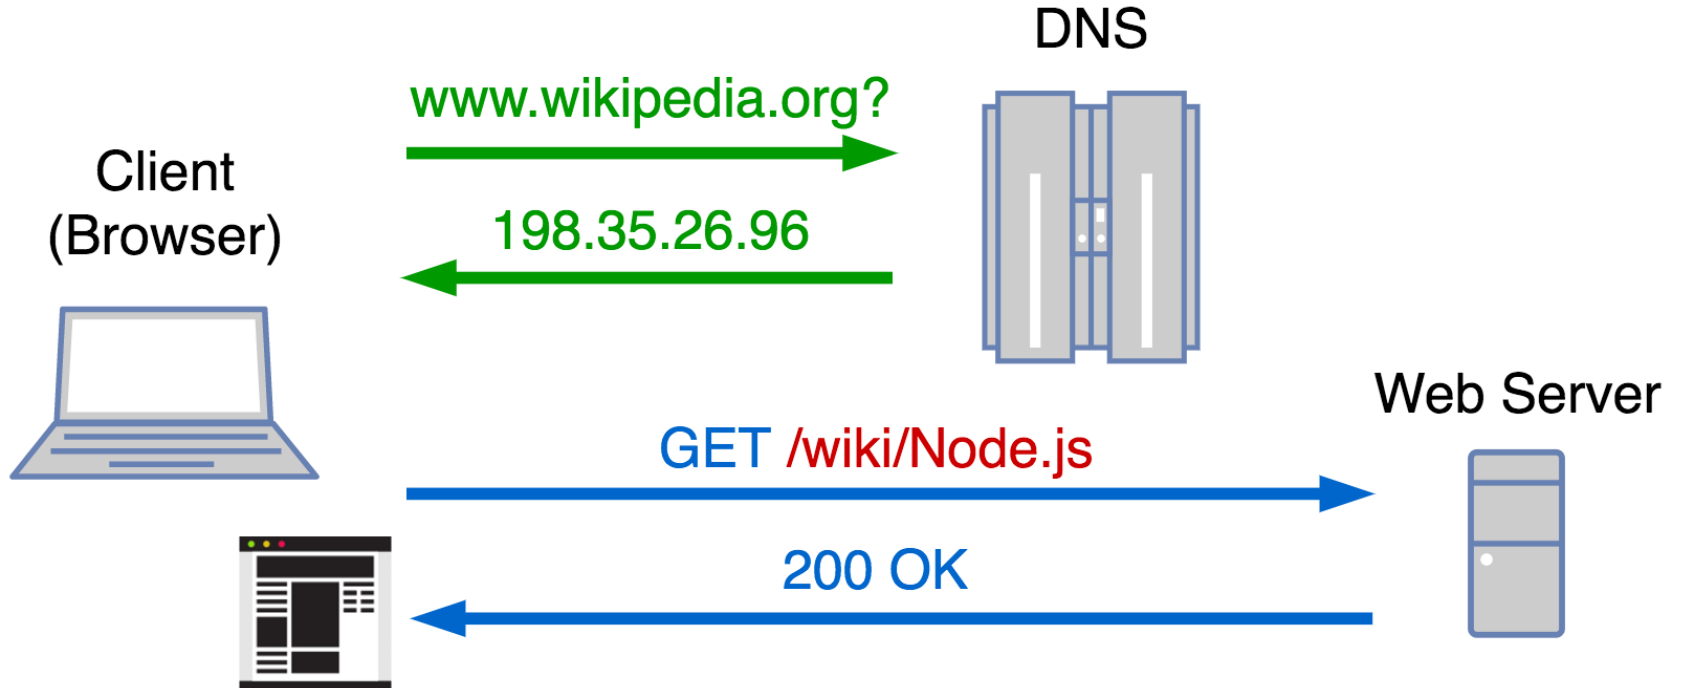 DNS
www.wikipedia.org?
Client
(Browser)
198.35.26.96
Web Server
GET /wiki/Node.js
200 OK